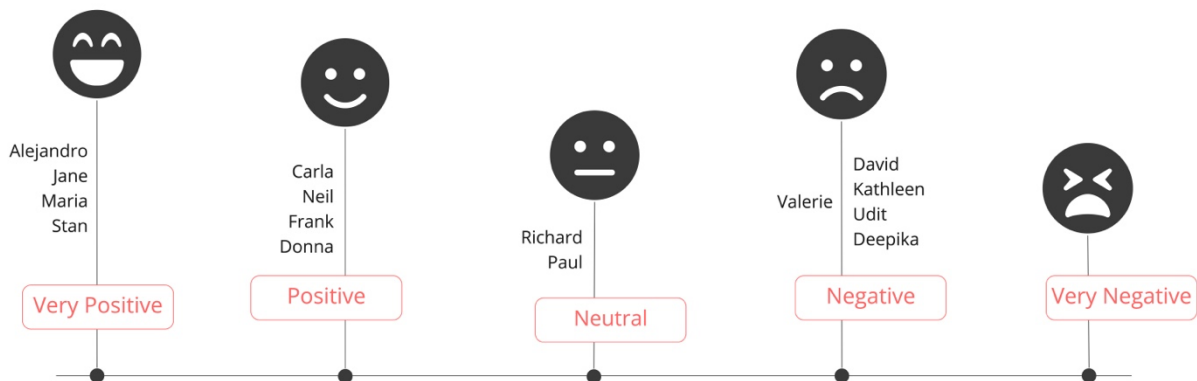 Alejandro
Jane
Maria
Stan
Very Positive
Carla
Neil
Frank
Donna
Positive
Richard
Paul
Neutral
Valerie
David
Kathleen
Udit
Deepika
Negative
Very Negative